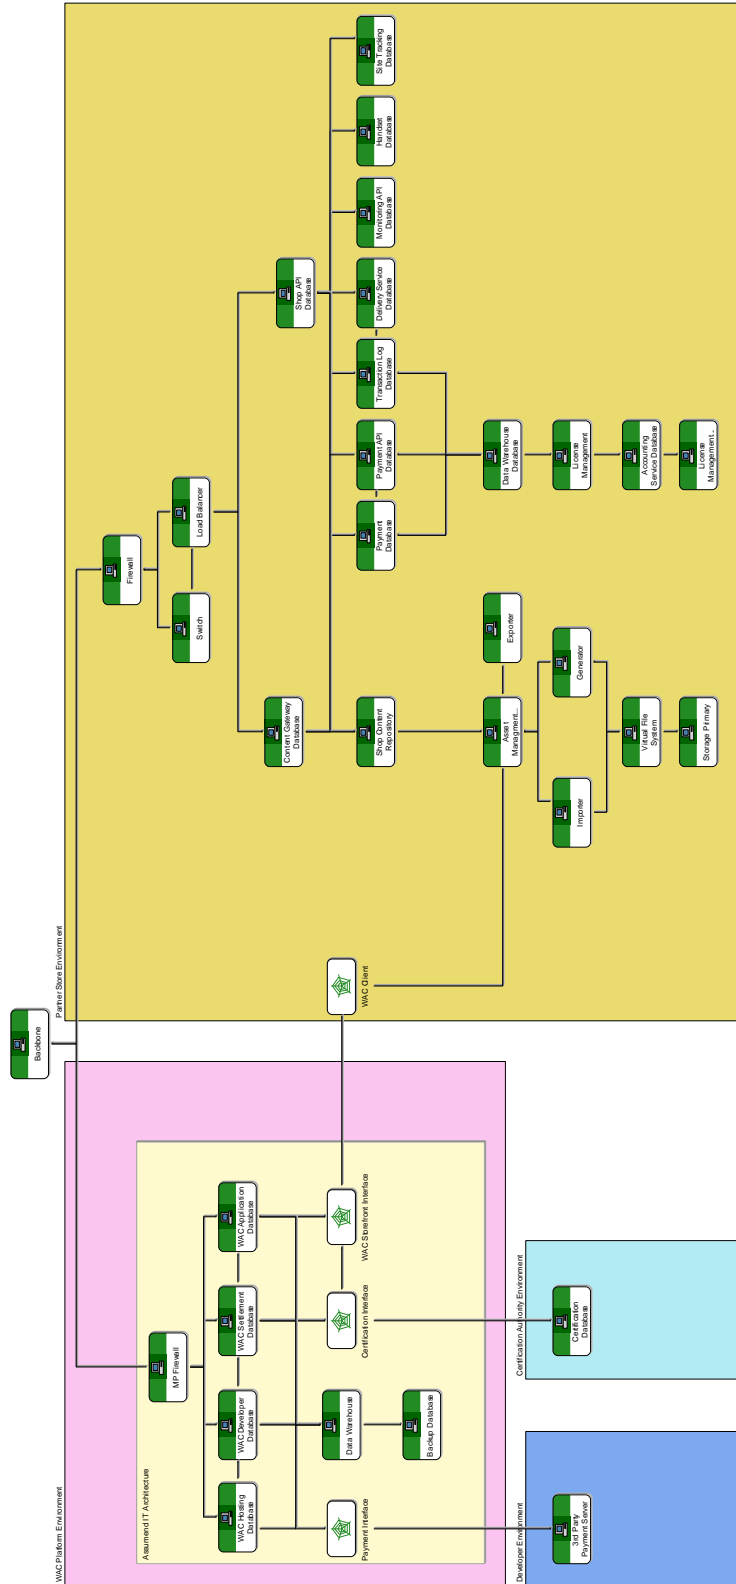 Backbone
WAC Platform Environment
Assumend IT Architecture
MP Firewall
WAC Hosting
Database
WAC Developer
Database
WAC Settlement
Database
WAC Application
Database
Payment Interface
Data Warehouse
Certification Interface
WAC Storefront Interface
Backup Database
Developer Environment
3rd Party
Payment Server
Certification Authority Environment
Certification
Database
Partner Store Environment
Firewall
Switch
Load Balancer
Content Gateway
Database
Shop API
Database
WAC Client
Shop Content
Repository
Payment
Database
Payment API
Database
Transaction Log
Database
Delivery Service
Database
Monitoring API
Database
Handset
Database
Site Tracking
Database
Asset
Managment...
Exporter
Data Warehouse
Database
Importer
Generator
License
Management
Virtual File
System
Accounting
Service Database
Storage Primary
License
Management...